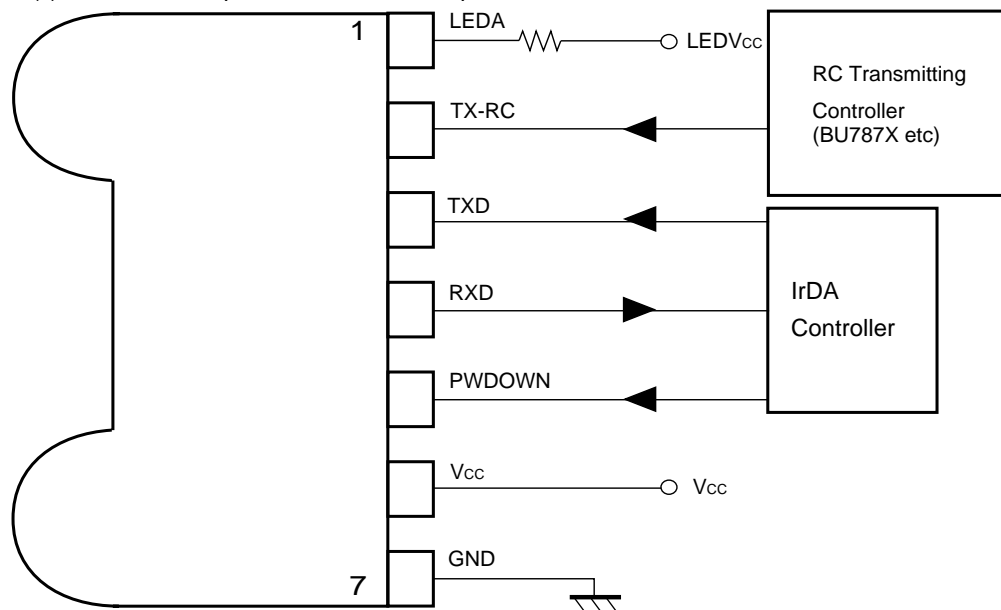 1
LEDA
LEDVcc
RC Transmitting
Controller
(BU787X etc)
TX-RC
TXD
RXD
IrDA
Controller
PWDOWN
Vcc
Vcc
GND
7